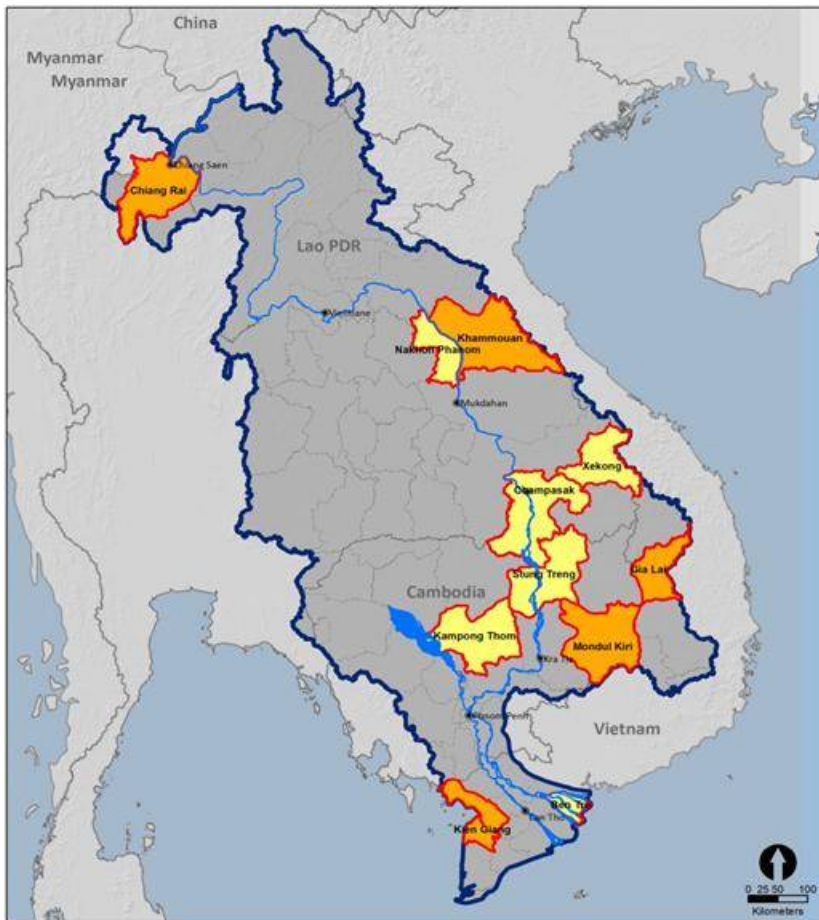 China
Myanmar
Myanmar
Chiang Saen
Chiang Rai
Lao PDR
Vientiane
Khammouan
Nakhon Phanom
Mukdahan
Xekong
Champasak
Stung Treng
Gia Lai
Cambodia
Kampong Thom
Mondul Kiri
Kra Tie
Phnom Penh
Vietnam
Ben Tre
Can Tho
Kien Giang
0 25 50 100
Kilometers